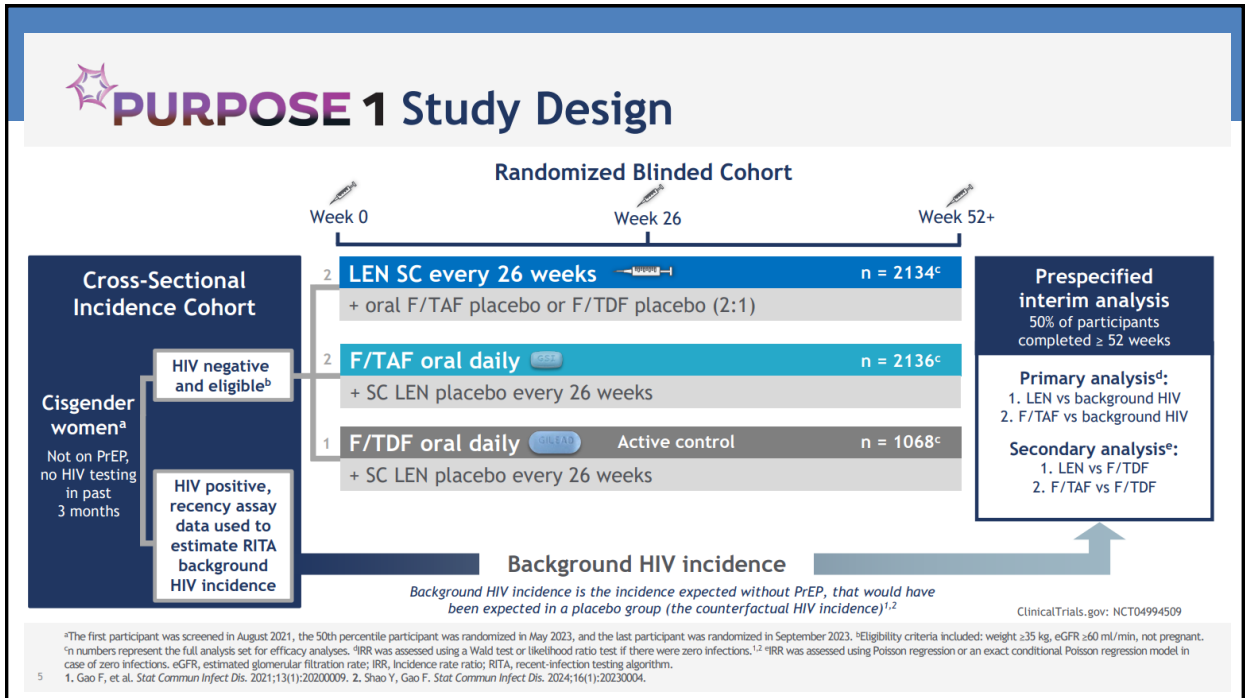 PURPOSE 1 Study Design
Randomized Blinded Cohort
Week 0
Week 26
Week 52+
Cross-Sectional
Incidence Cohort
Cisgender
womenᵃ
Not on PrEP,
no HIV testing
in past
3 months
HIV negative
and eligibleᵇ
HIV positive,
recency assay
data used to
estimate RITA
background
HIV incidence
2
LEN SC every 26 weeks
n = 2134ᶜ
+ oral F/TAF placebo or F/TDF placebo (2:1)
2
F/TAF oral daily
n = 2136ᶜ
+ SC LEN placebo every 26 weeks
1
F/TDF oral daily
GILEAD
Active control
n = 1068ᶜ
+ SC LEN placebo every 26 weeks
Prespecified
interim analysis
50% of participants
completed ≥ 52 weeks
Primary analysisᵈ:
1. LEN vs background HIV
2. F/TAF vs background HIV
Secondary analysisᵉ:
1. LEN vs F/TDF
2. F/TAF vs F/TDF
Background HIV incidence
Background HIV incidence is the incidence expected without PrEP, that would have
been expected in a placebo group (the counterfactual HIV incidence)¹,²
ClinicalTrials.gov: NCT04994509
ᵃThe first participant was screened in August 2021, the 50th percentile participant was randomized in May 2023, and the last participant was randomized in September 2023. ᵇEligibility criteria included: weight ≥35 kg, eGFR ≥60 ml/min, not pregnant.
ᶜn numbers represent the full analysis set for efficacy analyses. ᵈIRR was assessed using a Wald test or likelihood ratio test if there were zero infections.¹,² ᵉIRR was assessed using Poisson regression or an exact conditional Poisson regression model in
case of zero infections. eGFR, estimated glomerular filtration rate; IRR, Incidence rate ratio; RITA, recent-infection testing algorithm.
5
1. Gao F, et al. Stat Commun Infect Dis. 2021;13(1):20200009. 2. Shao Y, Gao F. Stat Commun Infect Dis. 2024;16(1):20230004.